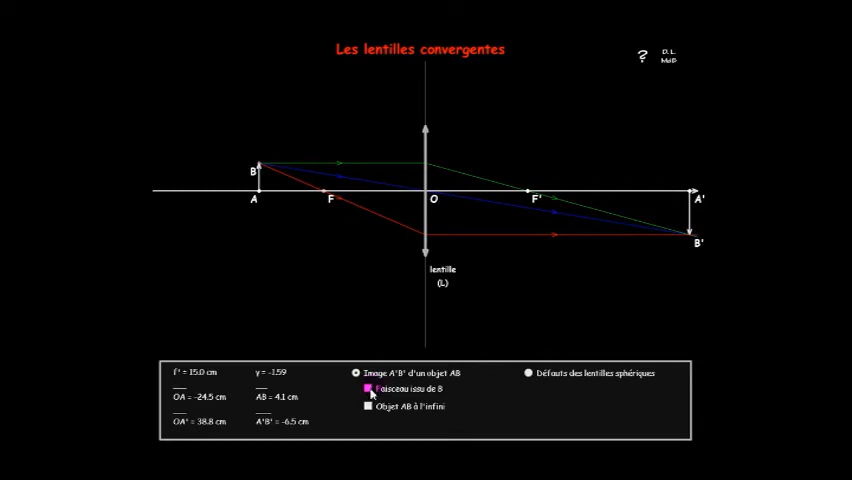 Les lentilles convergentes
?
D. L.
McD
B
A
F
O
F'
A'
B'
lentille
(L)
f' = 15.0 cm
γ = -1.59
OA = -24.5 cm
AB = 4.1 cm
OA' = 38.8 cm
A'B' = -6.5 cm
Image A'B' d'un objet AB
Faisceau issu de B
Objet AB à l'infini
Défauts des lentilles sphériques